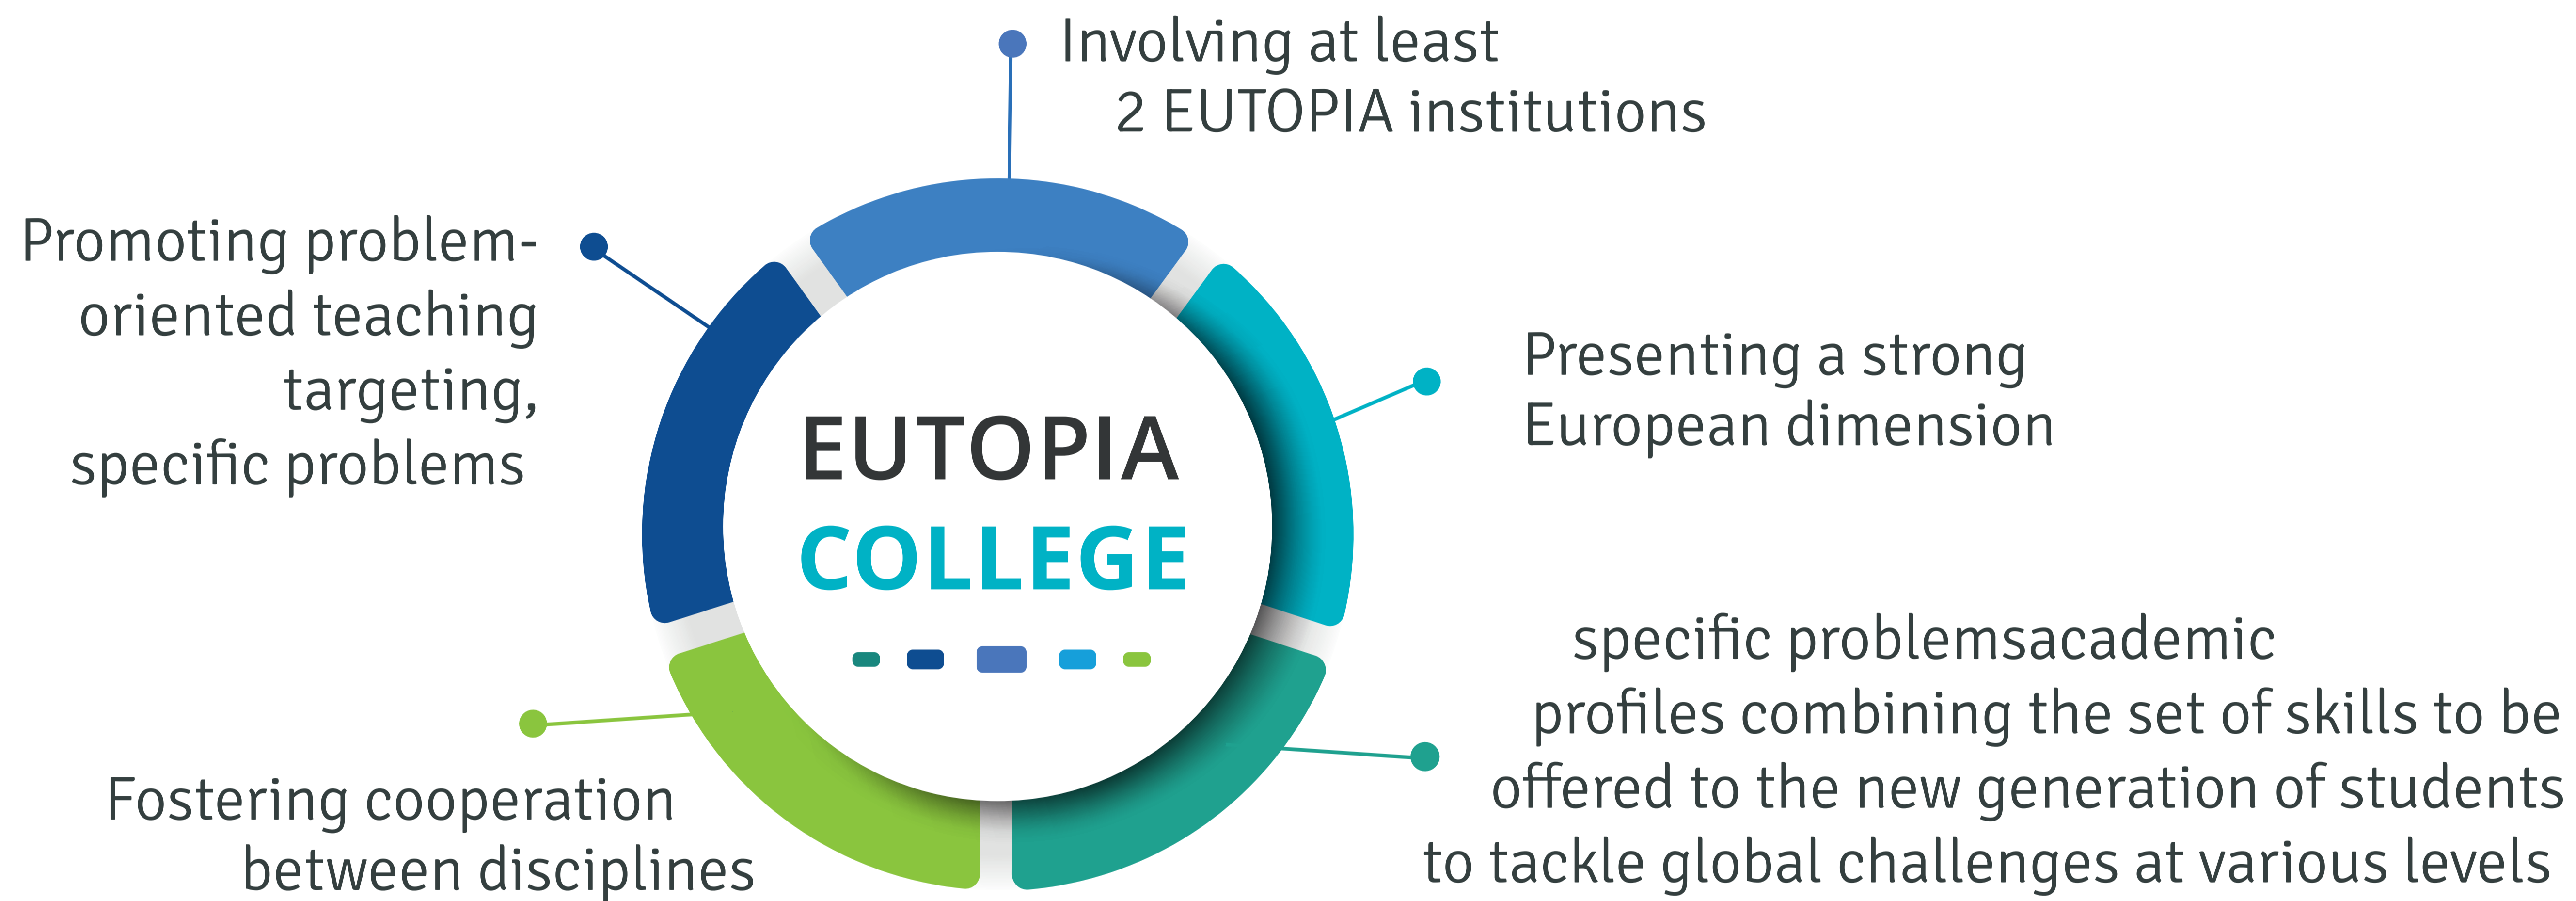 Involving at least
2 EUTOPIA institutions
Promoting problem-
oriented teaching
targeting,
specific problems
Presenting a strong
European dimension
EUTOPIA
COLLEGE
specific problemsacademic
profiles combining the set of skills to be
offered to the new generation of students
to tackle global challenges at various levels
Fostering cooperation
between disciplines